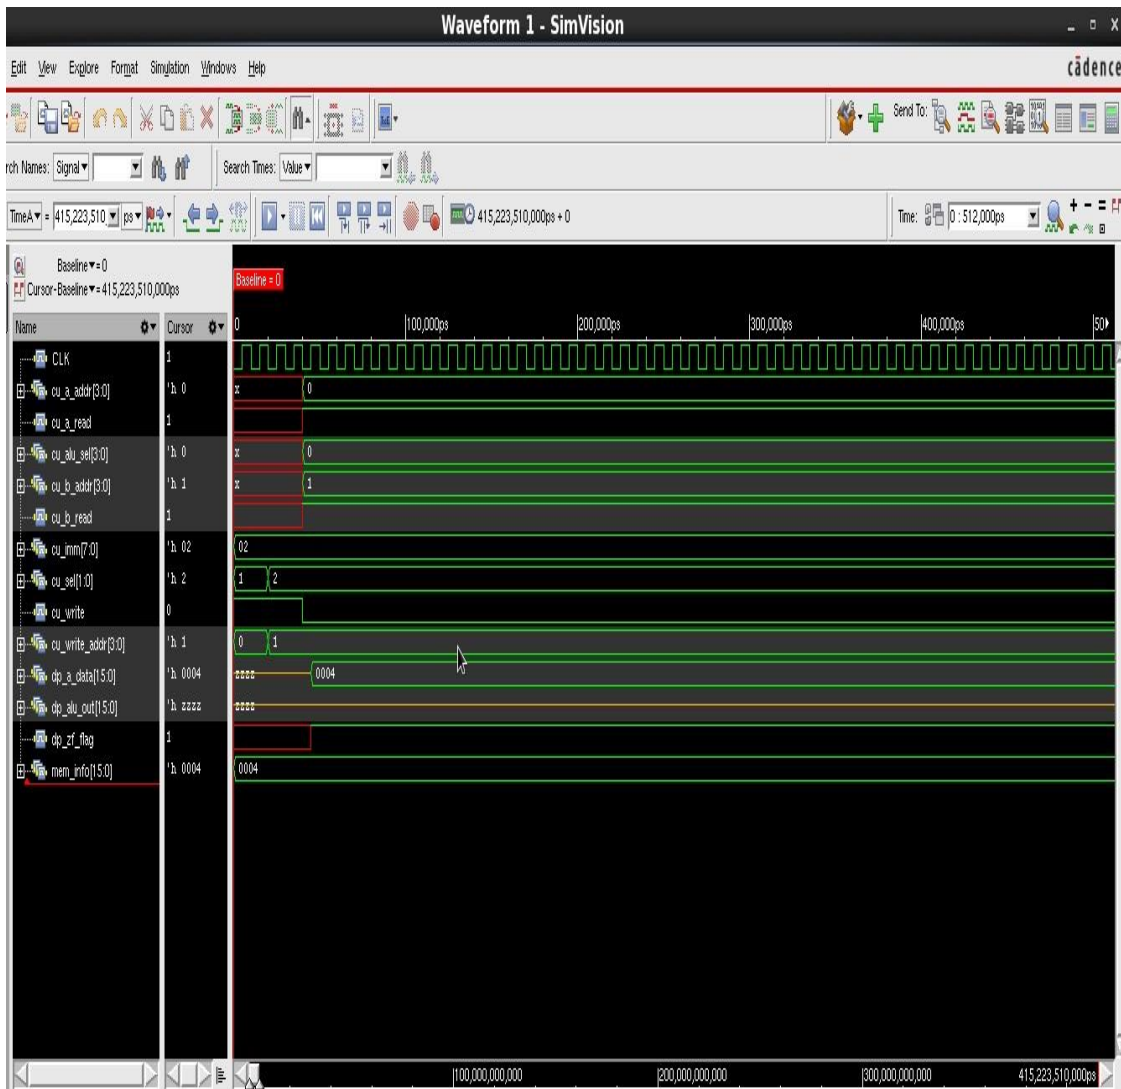 Waveform 1 - SimVision
Edit View Explore Format Simulation Windows Help
cādence
Send To:
rch Names: Signal
Search Times: Value
TimeA = 415,223,510, ps
415,223,510,000ps + 0
Time: 0 : 512,000ps
Baseline = 0
Cursor-Baseline = 415,223,510,000ps
Baseline = 0
Name Cursor 0 100,000ps 200,000ps 300,000ps 400,000ps 50
CLK 1
cu_a_addr[3:0] 'h 0 x 0
cu_a_read 1
cu_alu_sel[3:0] 'h 0 x 0
cu_b_addr[3:0] 'h 1 x 1
cu_b_read 1
cu_imm[7:0] 'h 02 02
cu_sel[1:0] 'h 2 1 2
cu_write 0
cu_write_addr[3:0] 'h 1 0 1
dp_a_data[15:0] 'h 0004 zzzz 0004
dp_alu_out[15:0] 'h zzzz zzzz
dp_zf_flag 1
mem_info[15:0] 'h 0004 0004
100,000,000,000 200,000,000,000 300,000,000,000 415,223,510,000ps